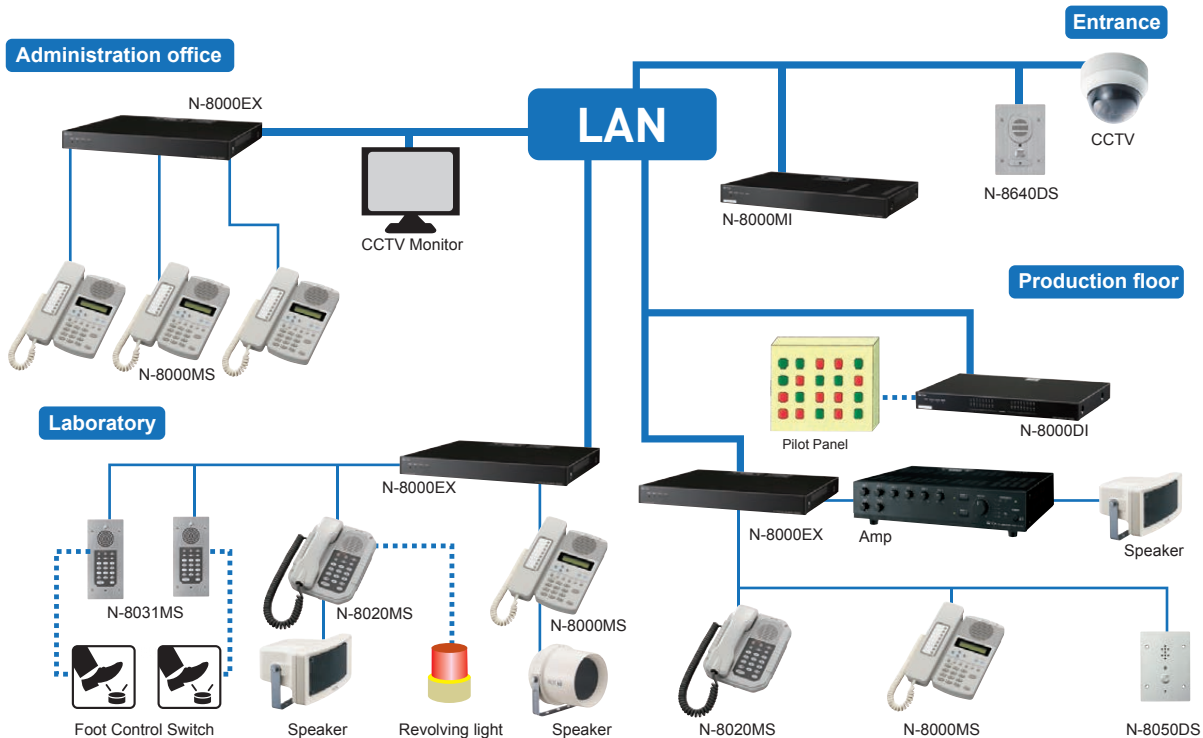 Entrance
Administration office
N-8000EX
LAN
CCTV
N-8640DS
N-8000MI
CCTV Monitor
Production floor
N-8000MS
Laboratory
N-8000EX
Pilot Panel
N-8000DI
N-8000EX
Amp
Speaker
N-8031MS
N-8020MS
N-8000MS
Foot Control Switch
Speaker
Revolving light
Speaker
N-8020MS
N-8000MS
N-8050DS